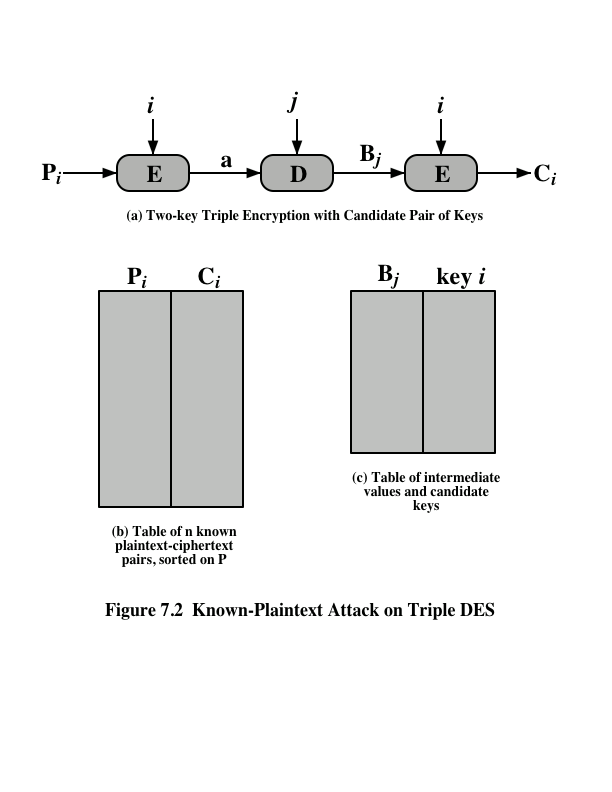 i j i
Pi E a D Bj E Ci
(a) Two-key Triple Encryption with Candidate Pair of Keys
Pi Ci
Bj key i
(b) Table of n known
plaintext-ciphertext
pairs, sorted on P
(c) Table of intermediate
values and candidate
keys
Figure 7.2 Known-Plaintext Attack on Triple DES